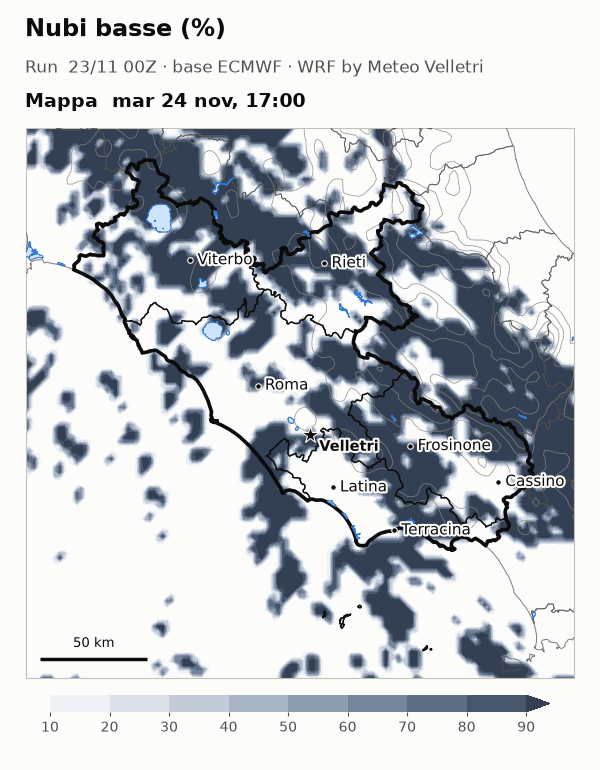 Nubi basse (%)
Run  23/11 00Z · base ECMWF · WRF by Meteo Velletri
Mappa  mar 24 nov, 17:00
Viterbo
Rieti
Roma
Velletri
Frosinone
Cassino
Latina
Terracina
50 km
10 20 30 40 50 60 70 80 90